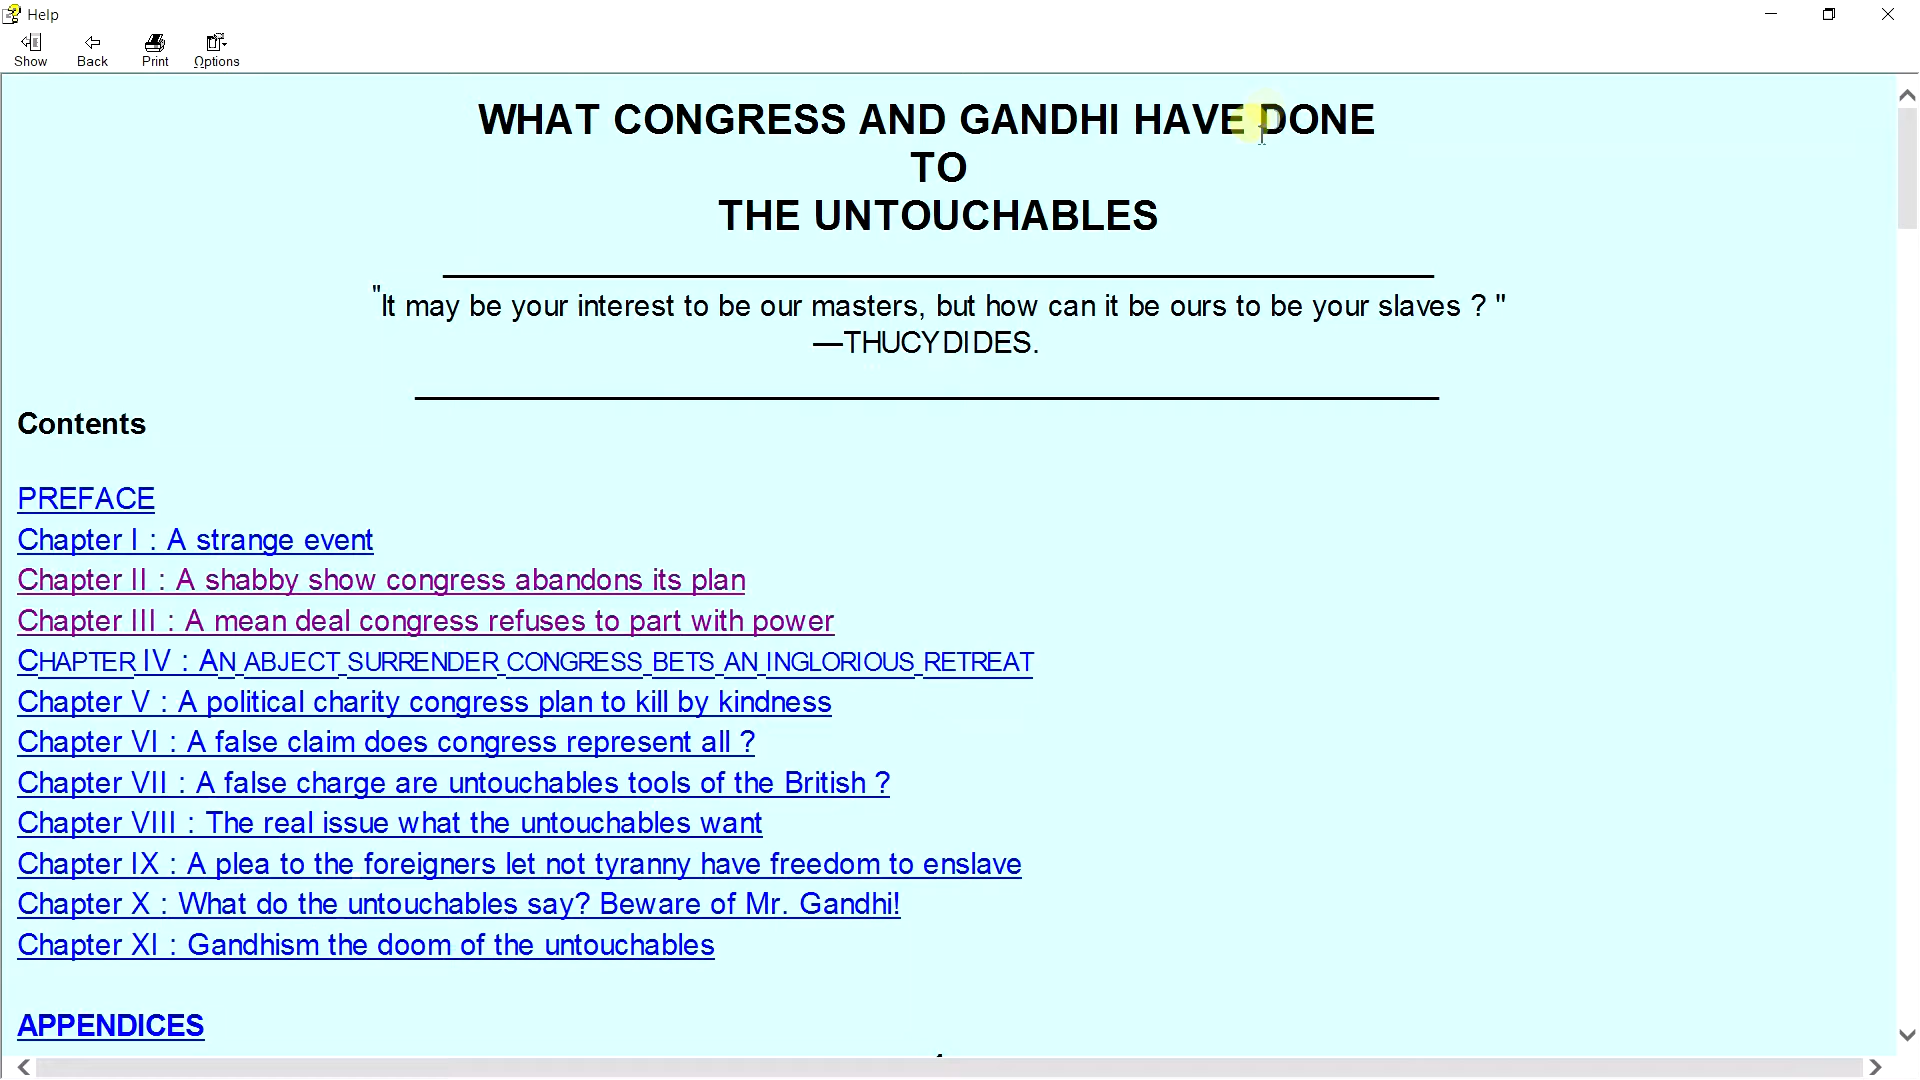 Help
Show Back Print Options
WHAT CONGRESS AND GANDHI HAVE DONE
TO
THE UNTOUCHABLES
"It may be your interest to be our masters, but how can it be ours to be your slaves ? "
—THUCYDIDES.
Contents
PREFACE
Chapter I : A strange event
Chapter II : A shabby show congress abandons its plan
Chapter III : A mean deal congress refuses to part with power
CHAPTER IV : AN ABJECT SURRENDER CONGRESS BETS AN INGLORIOUS RETREAT
Chapter V : A political charity congress plan to kill by kindness
Chapter VI : A false claim does congress represent all ?
Chapter VII : A false charge are untouchables tools of the British ?
Chapter VIII : The real issue what the untouchables want
Chapter IX : A plea to the foreigners let not tyranny have freedom to enslave
Chapter X : What do the untouchables say? Beware of Mr. Gandhi!
Chapter XI : Gandhism the doom of the untouchables
APPENDICES